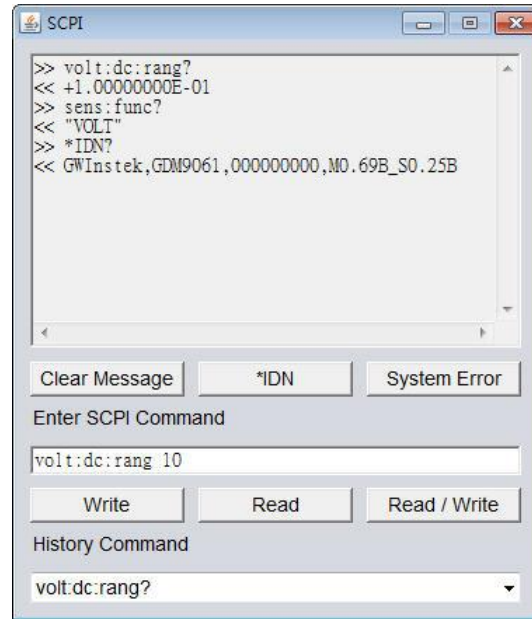 SCPI
>> volt:dc:rang?
<< +1.00000000E-01
>> sens:func?
<< "VOLT"
>> *IDN?
<< GWInstek,GDM9061,000000000,M0.69B_S0.25B
Clear Message *IDN System Error
Enter SCPI Command
volt:dc:rang 10
Write Read Read / Write
History Command
volt:dc:rang?